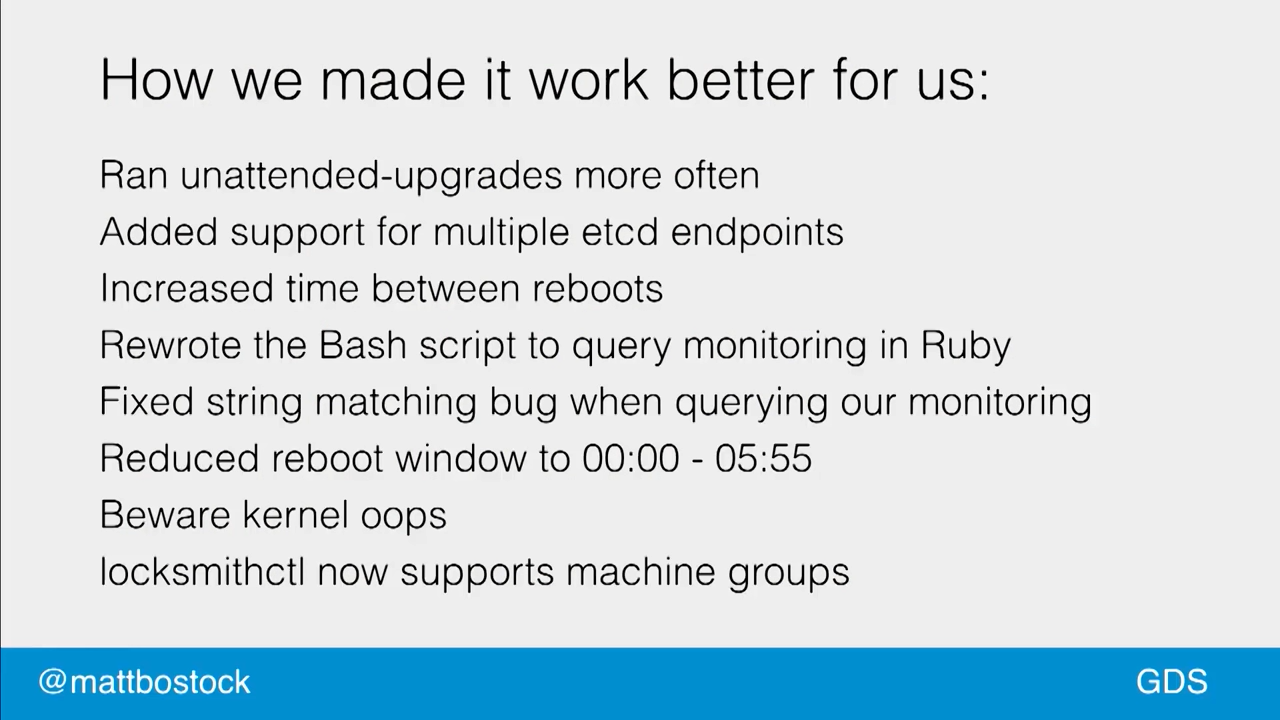 How we made it work better for us:
Ran unattended-upgrades more often
Added support for multiple etcd endpoints
Increased time between reboots
Rewrote the Bash script to query monitoring in Ruby
Fixed string matching bug when querying our monitoring
Reduced reboot window to 00:00 - 05:55
Beware kernel oops
locksmithctl now supports machine groups
@mattbostock
GDS